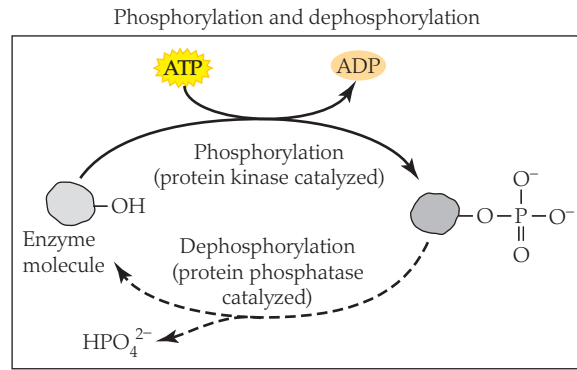 Phosphorylation and dephosphorylation
ATP
ADP
Phosphorylation
(protein kinase catalyzed)
OH
Enzyme
molecule
O⁻
O
P
O⁻
O
Dephosphorylation
(protein phosphatase
catalyzed)
HPO₄²⁻